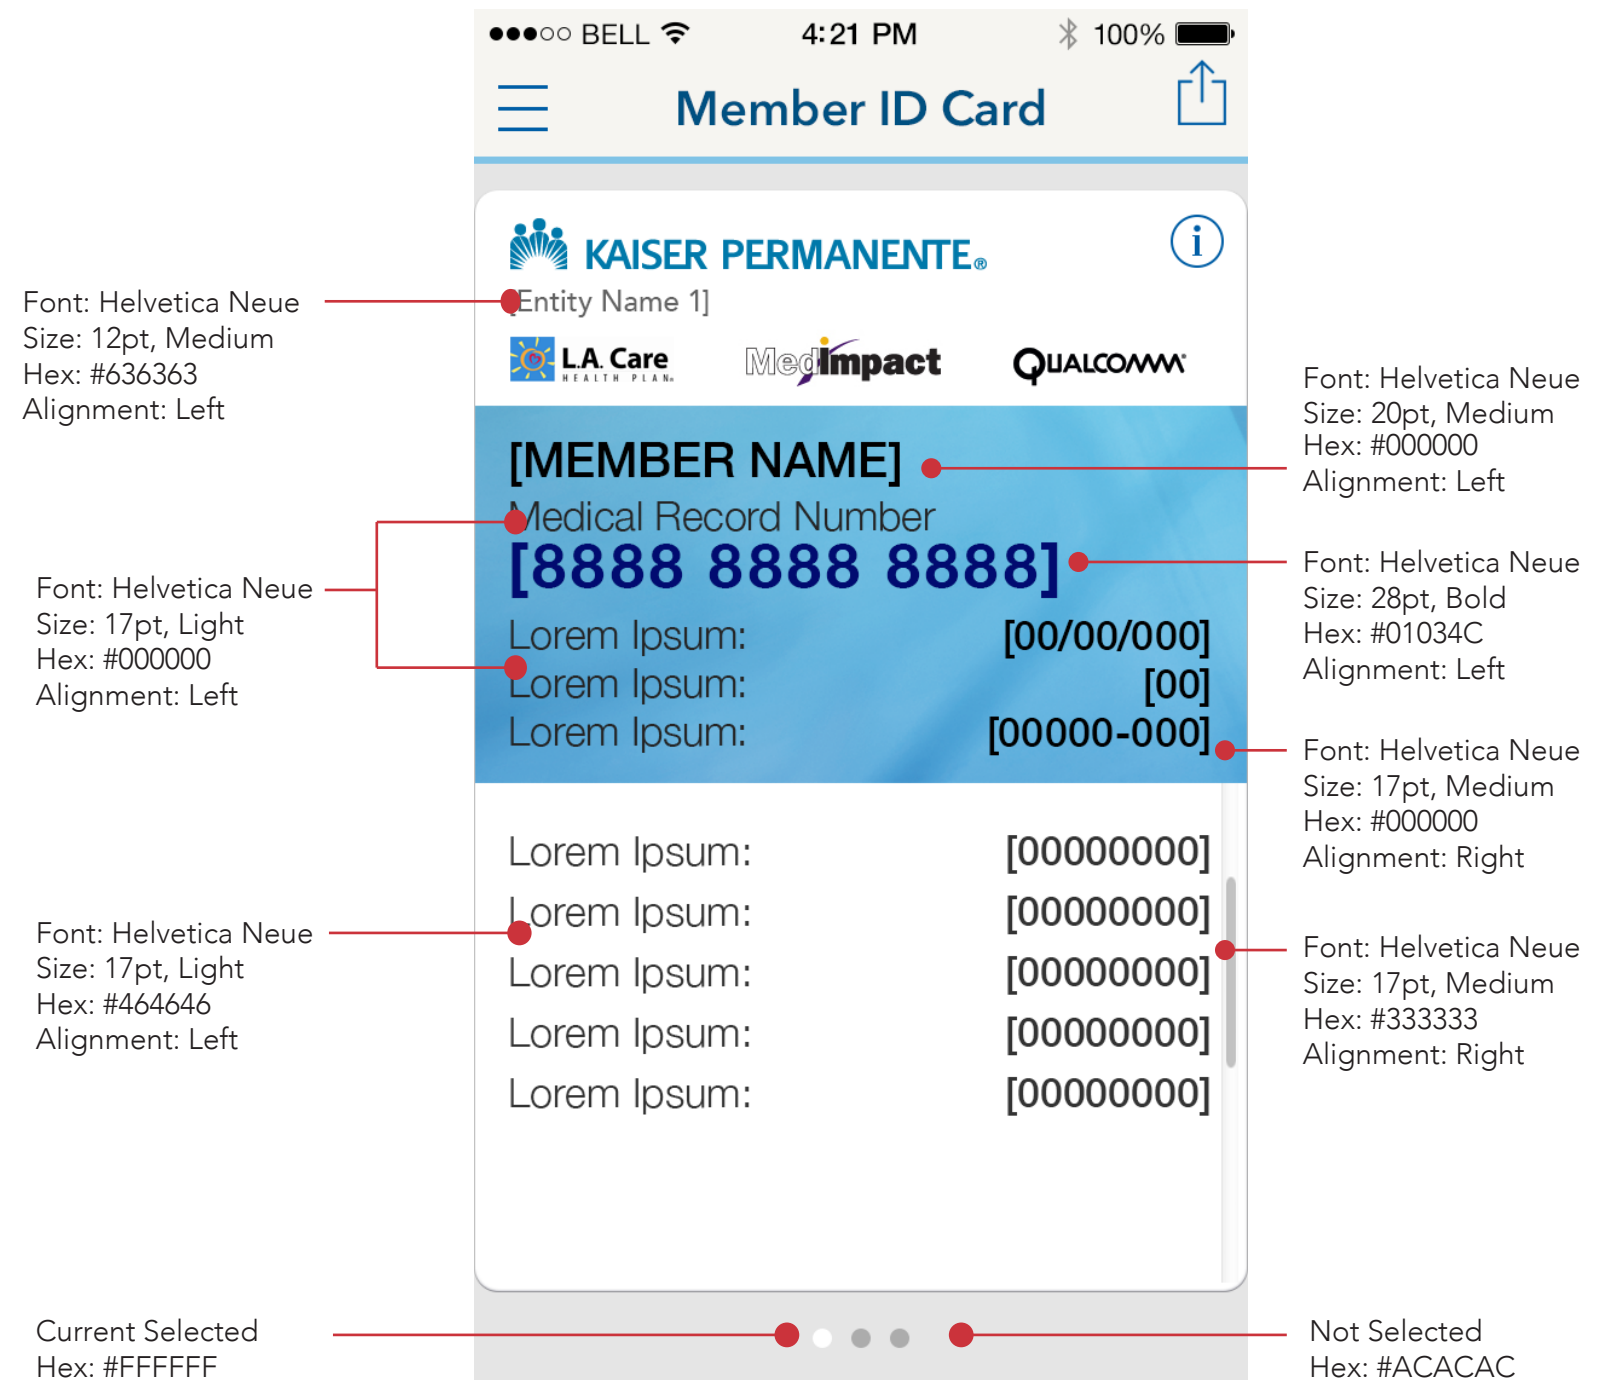 BELL 4:21 PM 100%
Member ID Card
KAISER PERMANENTE®
[Entity Name 1]
L.A. Care
HEALTH PLAN®
MedImpact
QUALCOMM®
[MEMBER NAME]
Medical Record Number
[8888 8888 8888]
Lorem Ipsum: [00/00/000]
Lorem Ipsum: [00]
Lorem Ipsum: [00000-000]
Lorem Ipsum: [00000000]
Lorem Ipsum: [00000000]
Lorem Ipsum: [00000000]
Lorem Ipsum: [00000000]
Lorem Ipsum: [00000000]
Font: Helvetica Neue
Size: 12pt, Medium
Hex: #636363
Alignment: Left
Font: Helvetica Neue
Size: 17pt, Light
Hex: #000000
Alignment: Left
Font: Helvetica Neue
Size: 17pt, Light
Hex: #464646
Alignment: Left
Current Selected
Hex: #FFFFFF
Font: Helvetica Neue
Size: 20pt, Medium
Hex: #000000
Alignment: Left
Font: Helvetica Neue
Size: 28pt, Bold
Hex: #01034C
Alignment: Left
Font: Helvetica Neue
Size: 17pt, Medium
Hex: #000000
Alignment: Right
Font: Helvetica Neue
Size: 17pt, Medium
Hex: #333333
Alignment: Right
Not Selected
Hex: #ACACAC